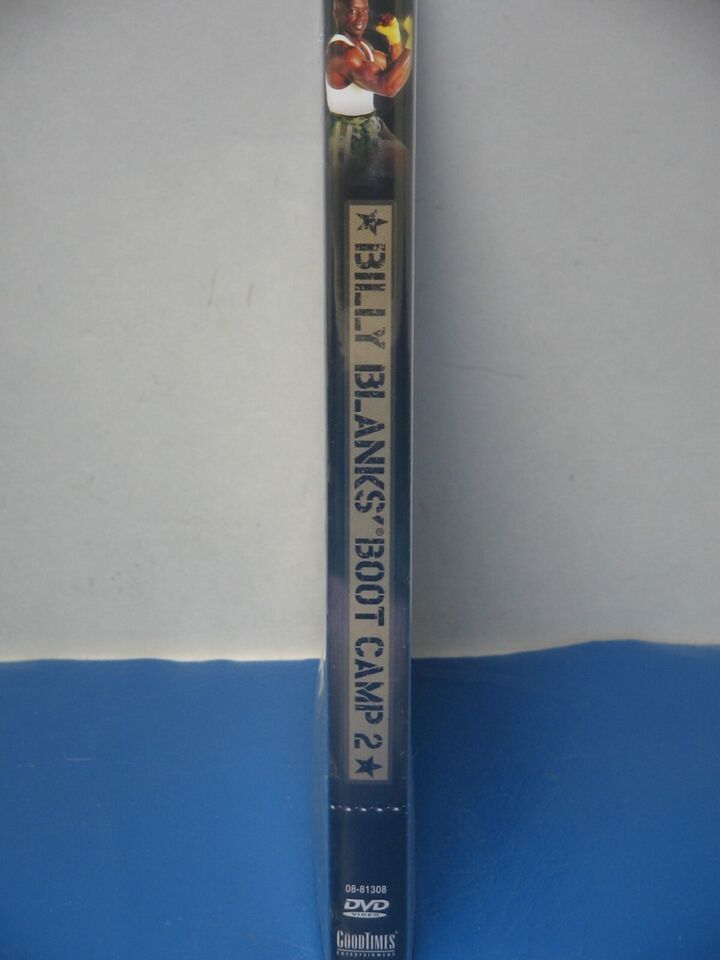 ★ BILLY BLANKS'® BOOT CAMP 2 ★
08-81308
DVD
VIDEO
GOODTIMES®
ENTERTAINMENT